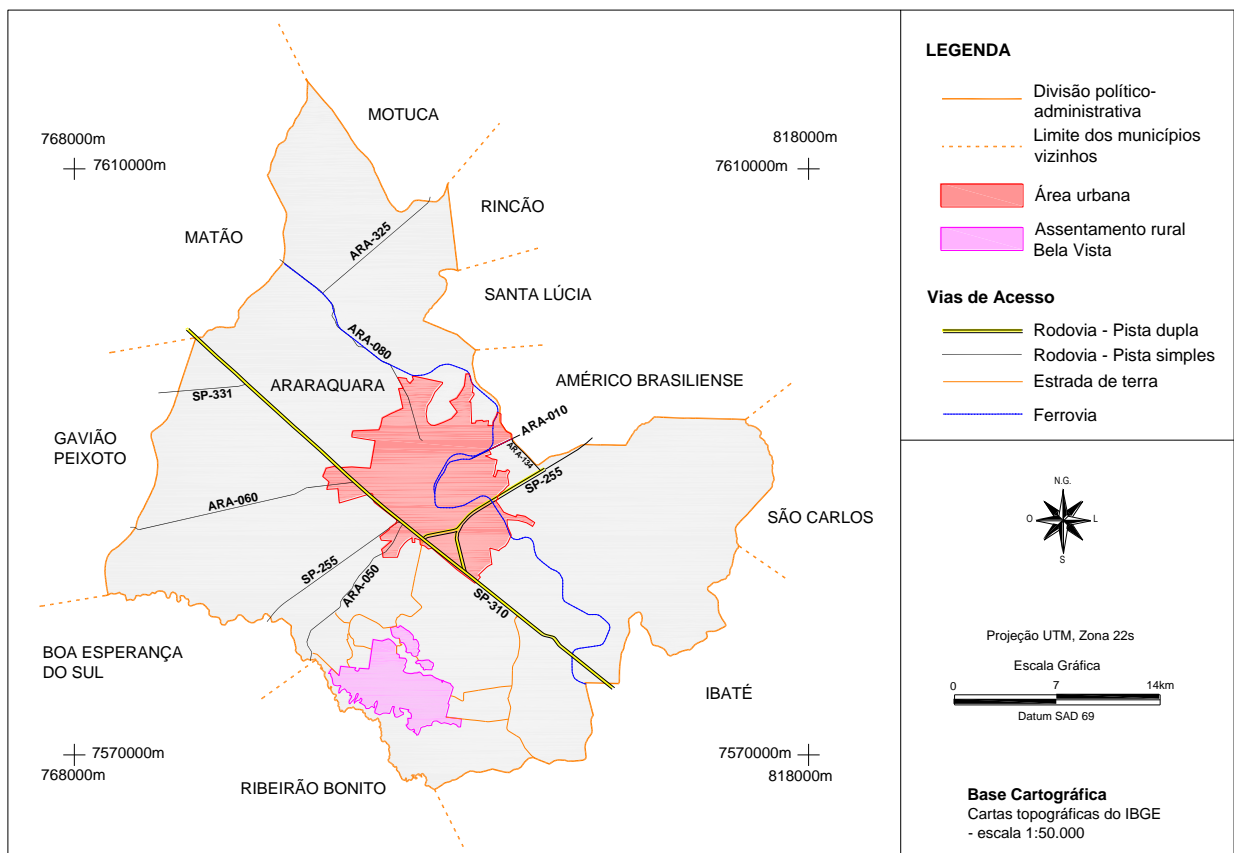 MOTUCA
768000m
7610000m
818000m
7610000m
RINCÃO
MATÃO
ARA-325
SANTA LÚCIA
ARA-080
ARARAQUARA
AMÉRICO BRASILIENSE
SP-331
ARA-010
ARA-134
GAVIÃO
PEIXOTO
SP-255
ARA-060
SÃO CARLOS
SP-255
ARA-050
SP-310
BOA ESPERANÇA
DO SUL
IBATÉ
7570000m
768000m
7570000m
818000m
RIBEIRÃO BONITO
LEGENDA
Divisão político-
administrativa
Limite dos municípios
vizinhos
Área urbana
Assentamento rural
Bela Vista
Vias de Acesso
Rodovia - Pista dupla
Rodovia - Pista simples
Estrada de terra
Ferrovia
N.G.
O
L
S
Projeção UTM, Zona 22s
Escala Gráfica
0 7 14km
Datum SAD 69
Base Cartográfica
Cartas topográficas do IBGE
- escala 1:50.000